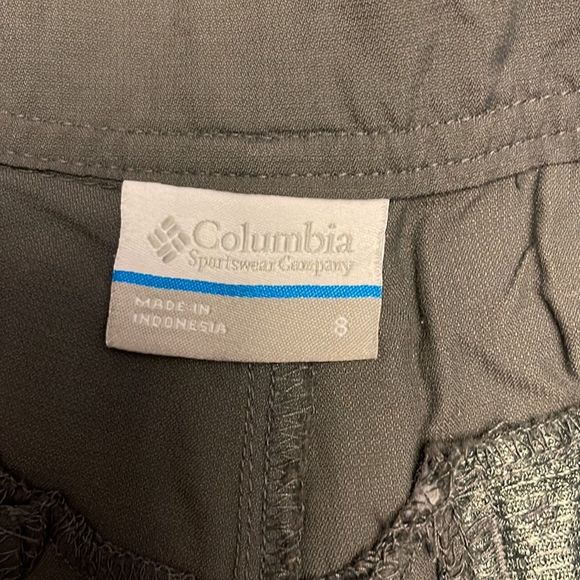 Columbia
Sportswear Company
MADE IN
INDONESIA
8